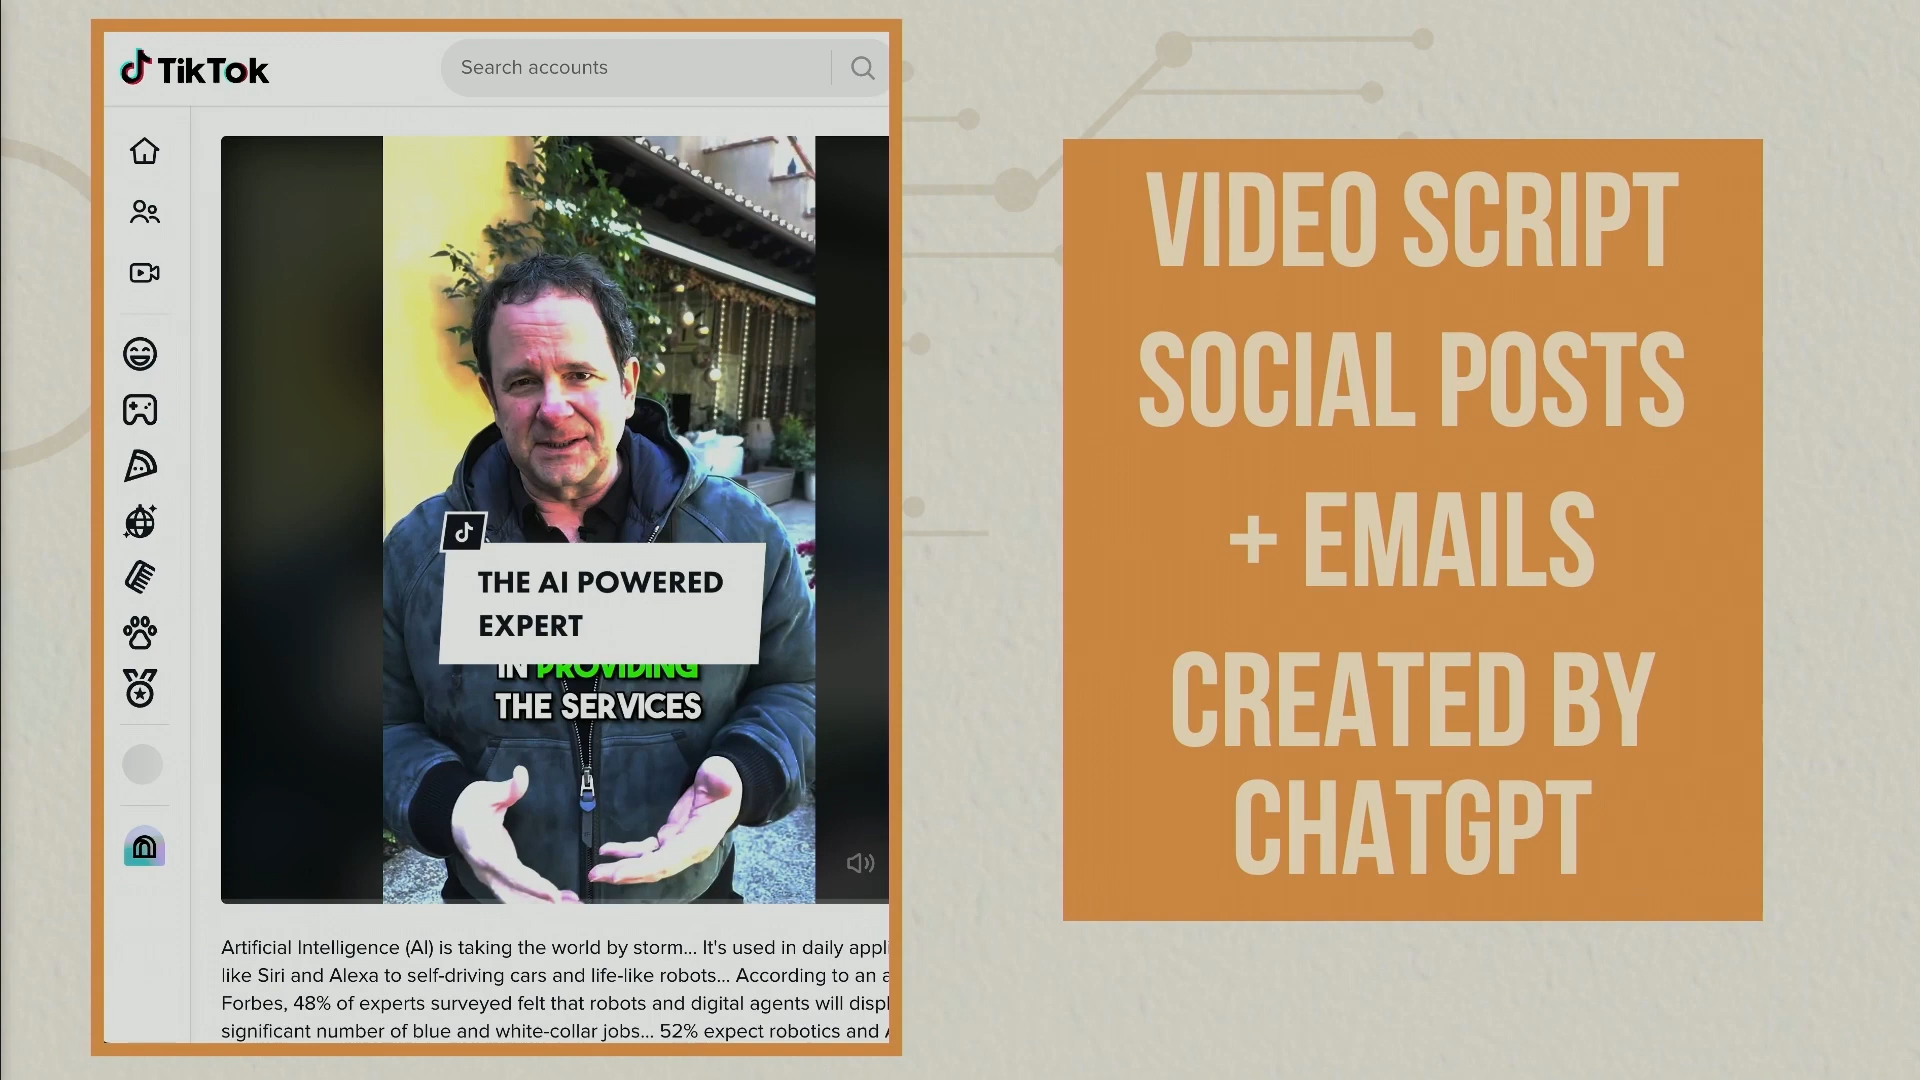 TikTok
Search accounts
THE AI POWERED
EXPERT
IN PROVIDING
THE SERVICES
Artificial Intelligence (AI) is taking the world by storm... It's used in daily appli
like Siri and Alexa to self-driving cars and life-like robots... According to an a
Forbes, 48% of experts surveyed felt that robots and digital agents will displ
significant number of blue and white-collar jobs... 52% expect robotics and A
VIDEO SCRIPT
SOCIAL POSTS
+ EMAILS
CREATED BY
CHATGPT